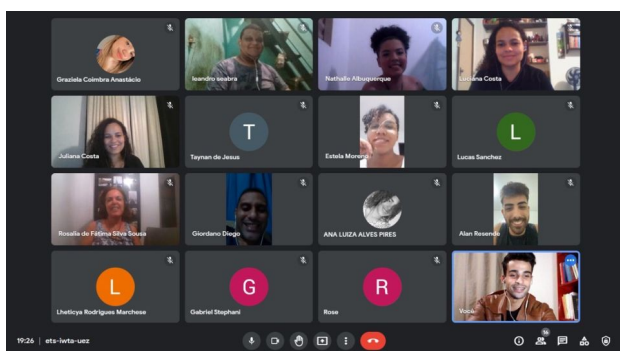 Graziela Coimbra Anastácio
leandro seabra
Nathalie Albuquerque
Luciana Costa
Juliana Costa
T
Taynan de Jesus
Estela Moreno
L
Lucas Sanchez
Rosalia de Fátima Silva Sousa
Giordano Diogo
ANA LUIZA ALVES PIRES
Alan Resende
L
Lheticya Rodrigues Marchese
G
Gabriel Stephani
R
Rose
Você
19:26 | ets-iwta-uez
16